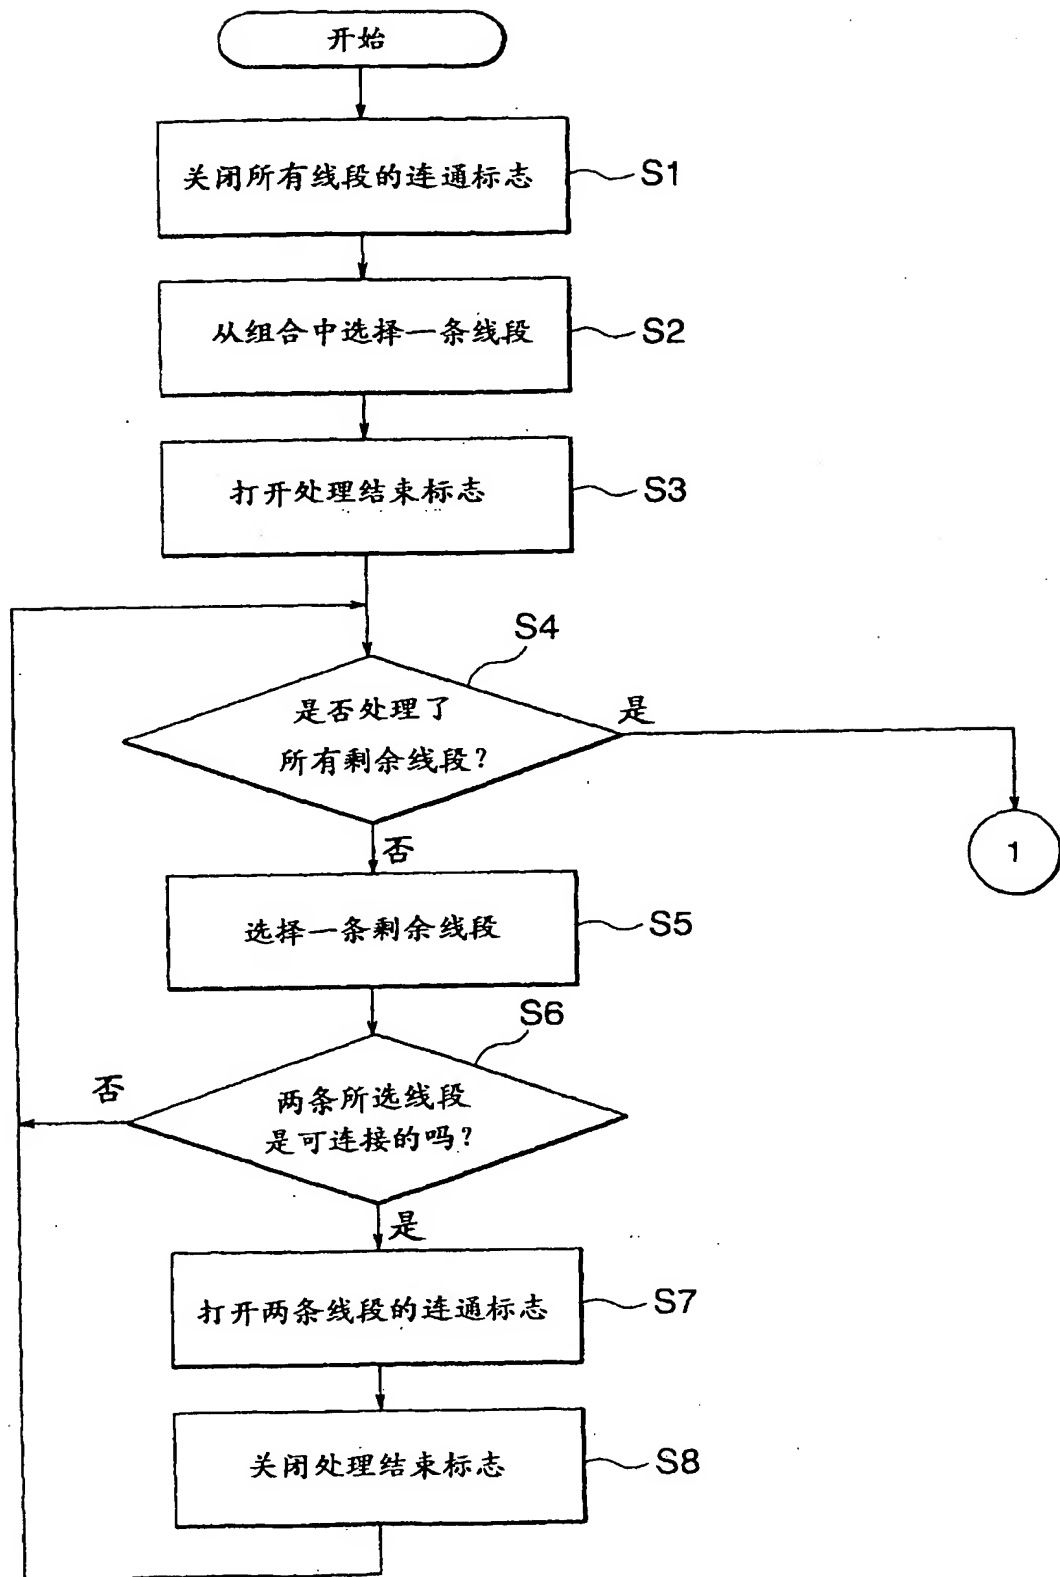 开始
关闭所有线段的连通标志
S1
从组合中选择一条线段
S2
打开处理结束标志
S3
S4
是否处理了
所有剩余线段?
是
1
否
选择一条剩余线段
S5
S6
两条所选线段
是可连接的吗?
否
是
打开两条线段的连通标志
S7
关闭处理结束标志
S8